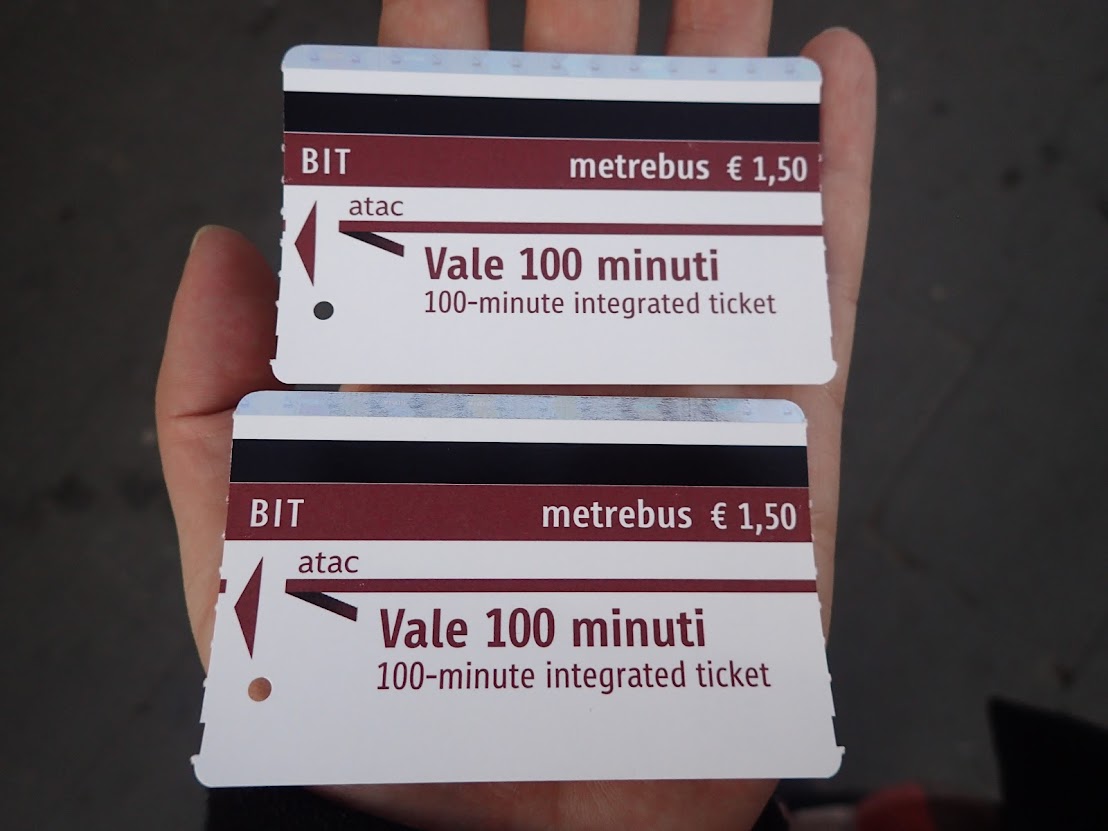 BIT metrebus € 1,50
atac
Vale 100 minuti
100-minute integrated ticket
BIT metrebus € 1,50
atac
Vale 100 minuti
100-minute integrated ticket